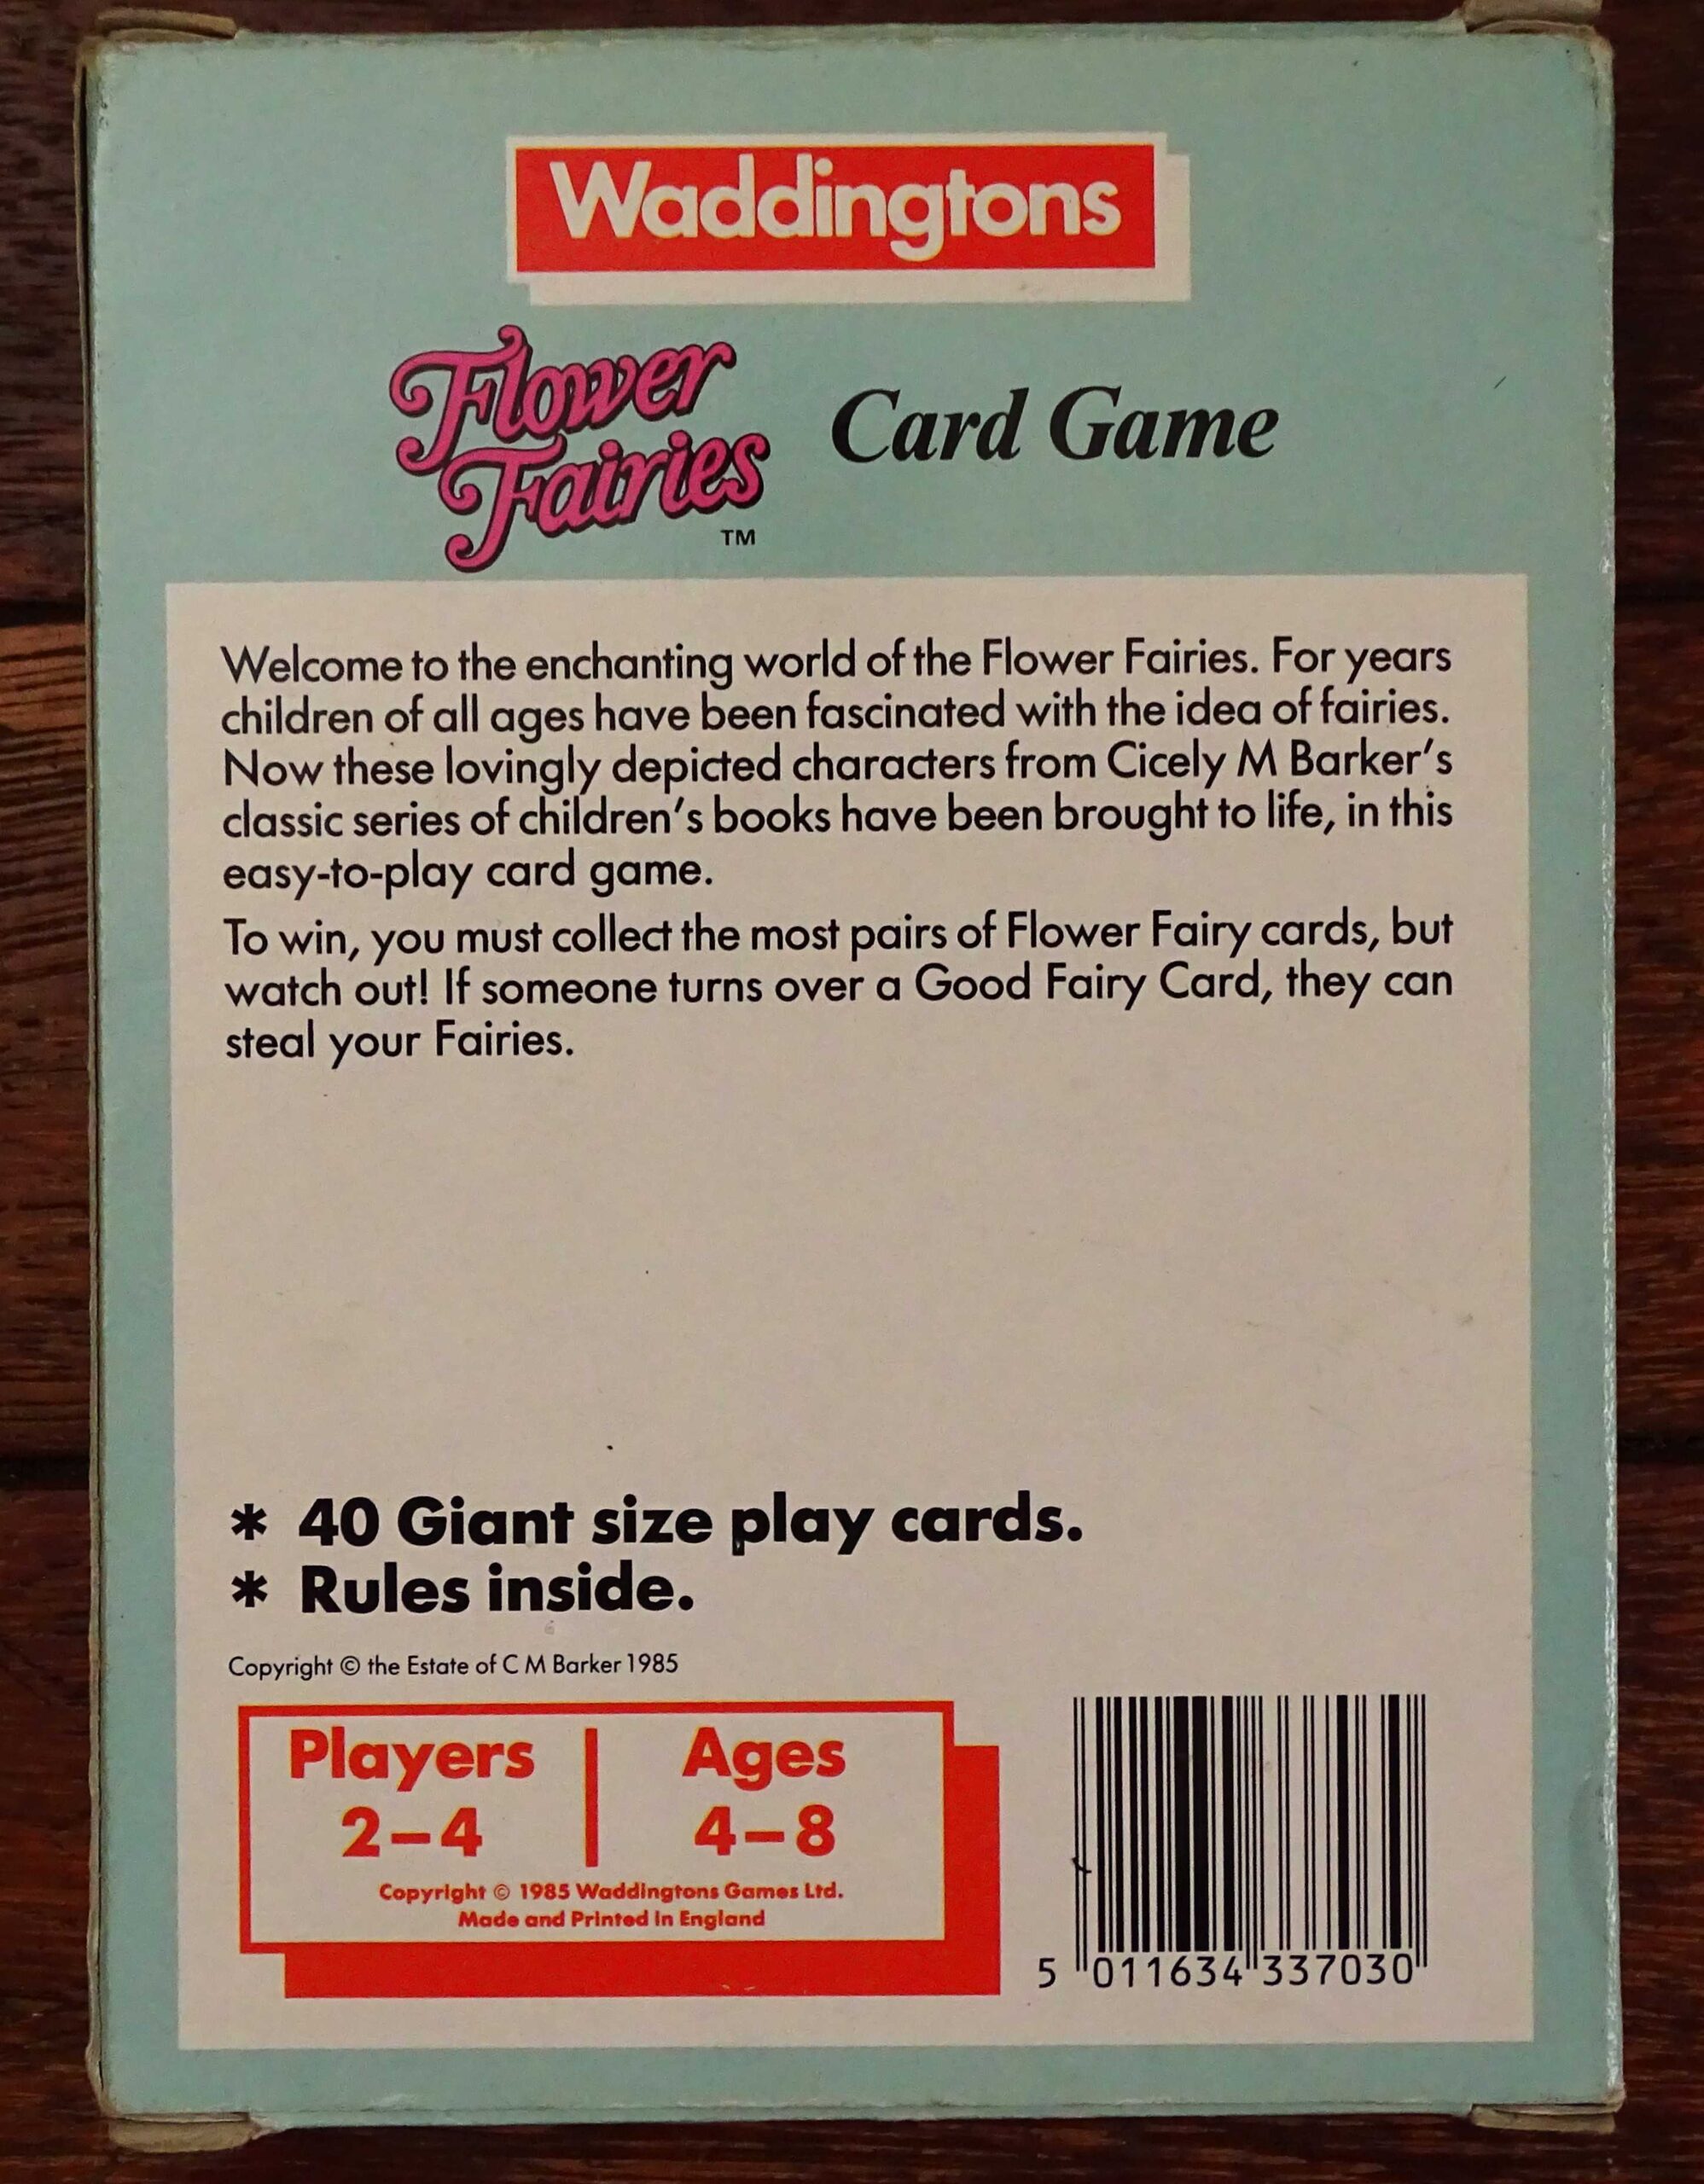 Waddingtons
Flower
Fairies
TM
Card Game
Welcome to the enchanting world of the Flower Fairies. For years
children of all ages have been fascinated with the idea of fairies.
Now these lovingly depicted characters from Cicely M Barker's
classic series of children's books have been brought to life, in this
easy-to-play card game.
To win, you must collect the most pairs of Flower Fairy cards, but
watch out! If someone turns over a Good Fairy Card, they can
steal your Fairies.
* 40 Giant size play cards.
* Rules inside.
Copyright © the Estate of C M Barker 1985
Players
2–4
Ages
4–8
Copyright © 1985 Waddingtons Games Ltd.
Made and Printed in England
5 011634 337030